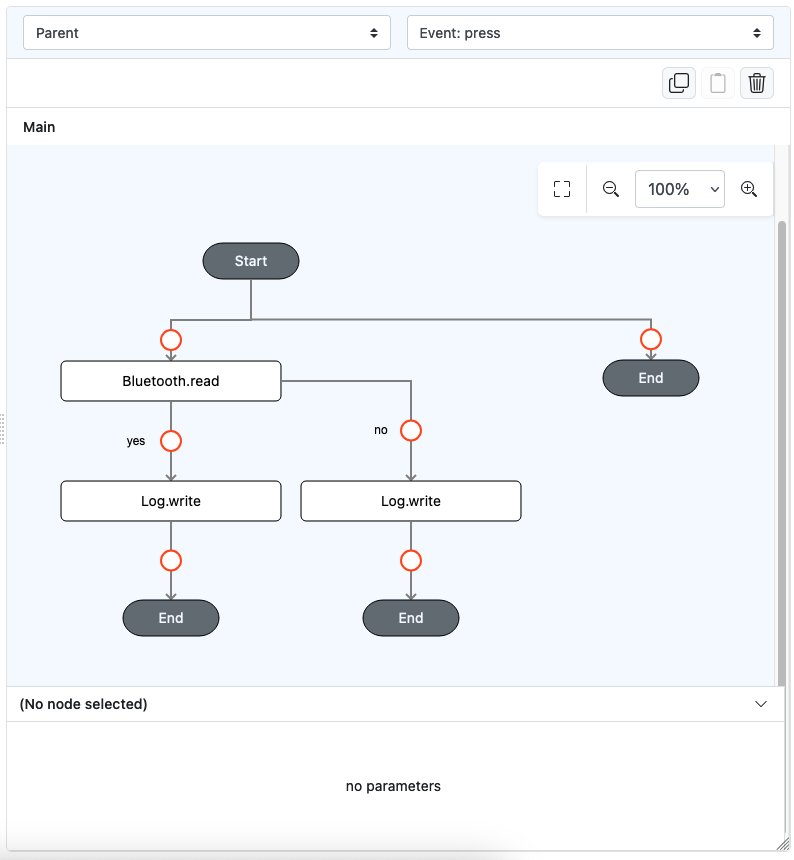 Parent
Event: press
Main
100%
Start
Bluetooth.read
End
yes
no
Log.write
Log.write
End
End
(No node selected)
no parameters